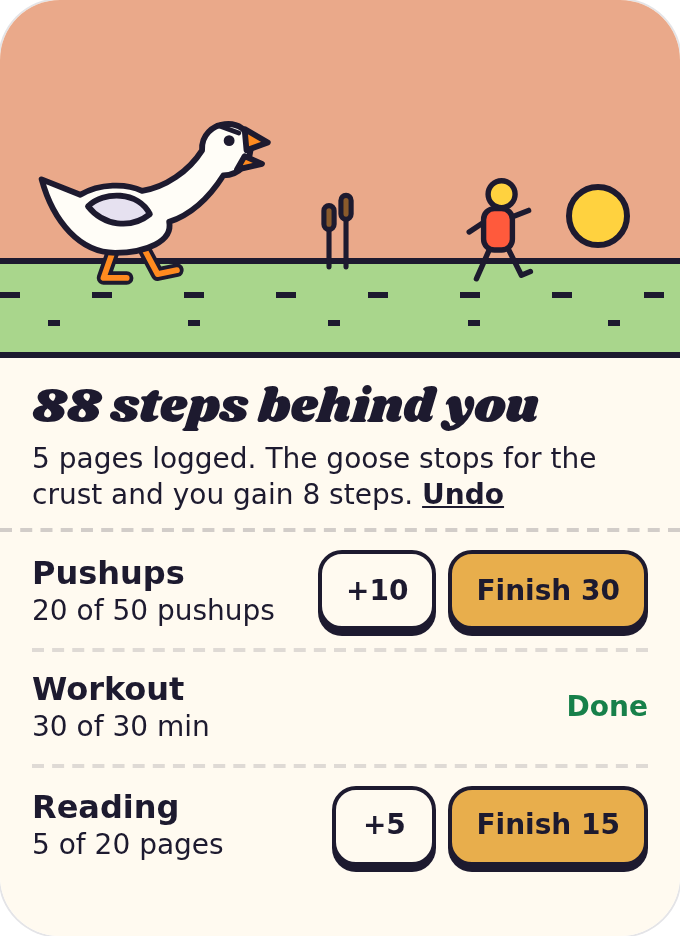 88 steps behind you
5 pages logged. The goose stops for the
crust and you gain 8 steps. Undo
Pushups
20 of 50 pushups
+10
Finish 30
Workout
30 of 30 min
Done
Reading
5 of 20 pages
+5
Finish 15